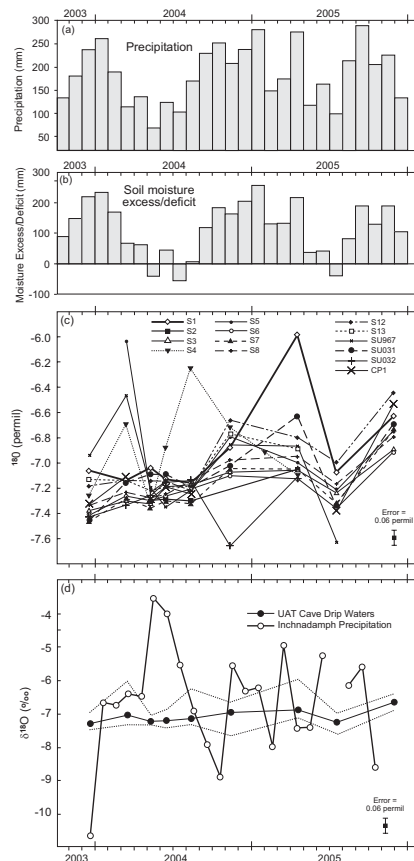 2003 2004 2005
(a)
Precipitation
Precipitation (mm)
300
250
200
150
100
50
2003 2004 2005
(b)
Soil moisture
excess/deficit
Moisture Excess/Deficit (mm)
300
200
100
0
-100
(c)
S1
S2
S3
S4
S5
S6
S7
S8
S12
S13
SU967
SU031
SU032
CP1
18O (permil)
-6.0
-6.2
-6.4
-6.6
-6.8
-7.0
-7.2
-7.4
-7.6
Error =
0.06 permil
(d)
UAT Cave Drip Waters
Inchnadamph Precipitation
δ18O (‰)
-4
-5
-6
-7
-8
-9
-10
Error =
0.06 permil
2003 2004 2005